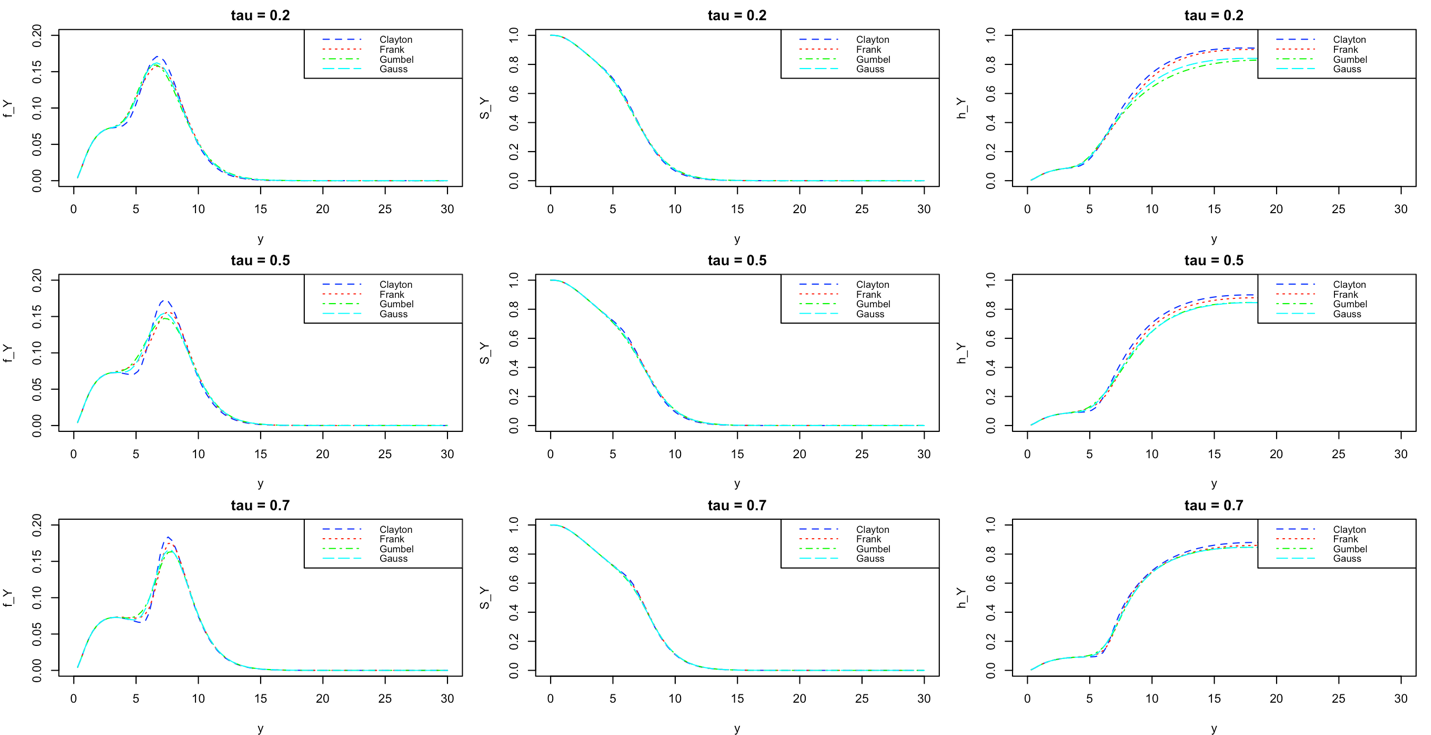 tau = 0.2
f_Y
0.00 0.05 0.10 0.15 0.20
Clayton
Frank
Gumbel
Gauss
0 5 10 15 20 25 30
y
tau = 0.2
S_Y
0.0 0.2 0.4 0.6 0.8 1.0
Clayton
Frank
Gumbel
Gauss
0 5 10 15 20 25 30
y
tau = 0.2
h_Y
0.0 0.2 0.4 0.6 0.8 1.0
Clayton
Frank
Gumbel
Gauss
0 5 10 15 20 25 30
y
tau = 0.5
f_Y
0.00 0.05 0.10 0.15 0.20
Clayton
Frank
Gumbel
Gauss
0 5 10 15 20 25 30
y
tau = 0.5
S_Y
0.0 0.2 0.4 0.6 0.8 1.0
Clayton
Frank
Gumbel
Gauss
0 5 10 15 20 25 30
y
tau = 0.5
h_Y
0.0 0.2 0.4 0.6 0.8 1.0
Clayton
Frank
Gumbel
Gauss
0 5 10 15 20 25 30
y
tau = 0.7
f_Y
0.00 0.05 0.10 0.15 0.20
Clayton
Frank
Gumbel
Gauss
0 5 10 15 20 25 30
y
tau = 0.7
S_Y
0.0 0.2 0.4 0.6 0.8 1.0
Clayton
Frank
Gumbel
Gauss
0 5 10 15 20 25 30
y
tau = 0.7
h_Y
0.0 0.2 0.4 0.6 0.8 1.0
Clayton
Frank
Gumbel
Gauss
0 5 10 15 20 25 30
y